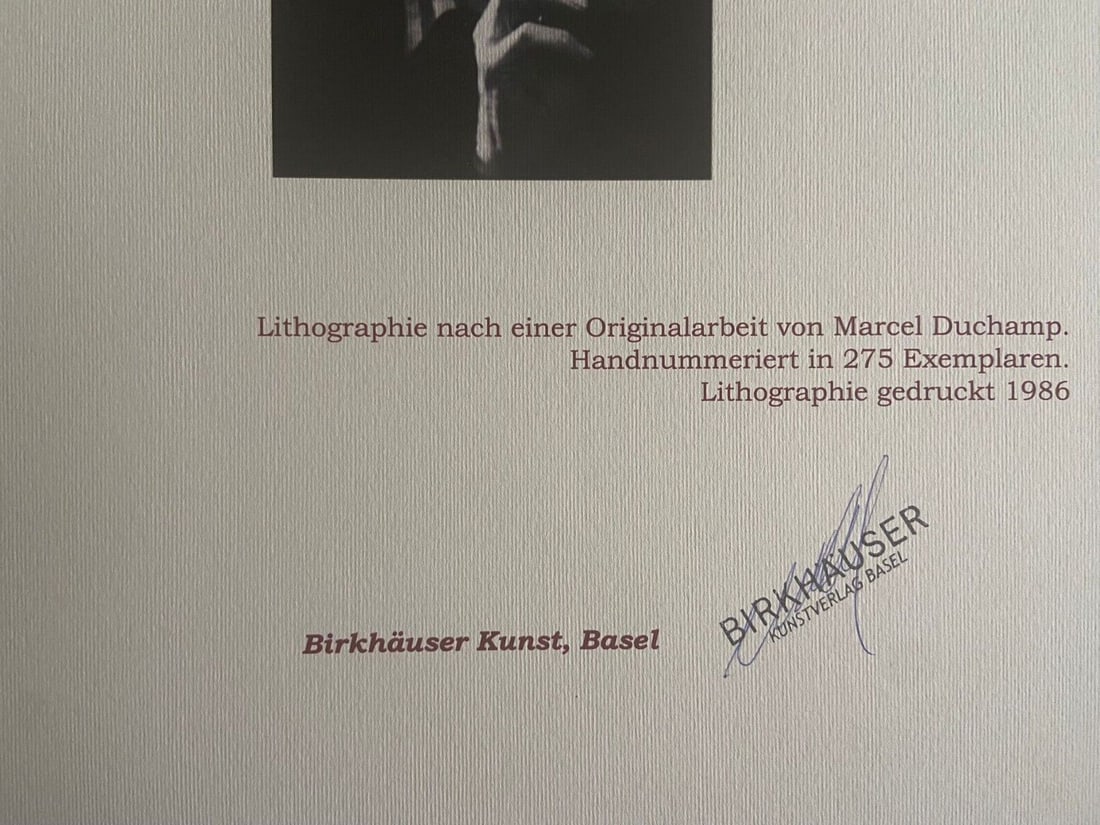 Lithographie nach einer Originalarbeit von Marcel Duchamp.
Handnummeriert in 275 Exemplaren.
Lithographie gedruckt 1986
BIRKHÄUSER
KUNSTVERLAG BASEL
Birkhäuser Kunst, Basel